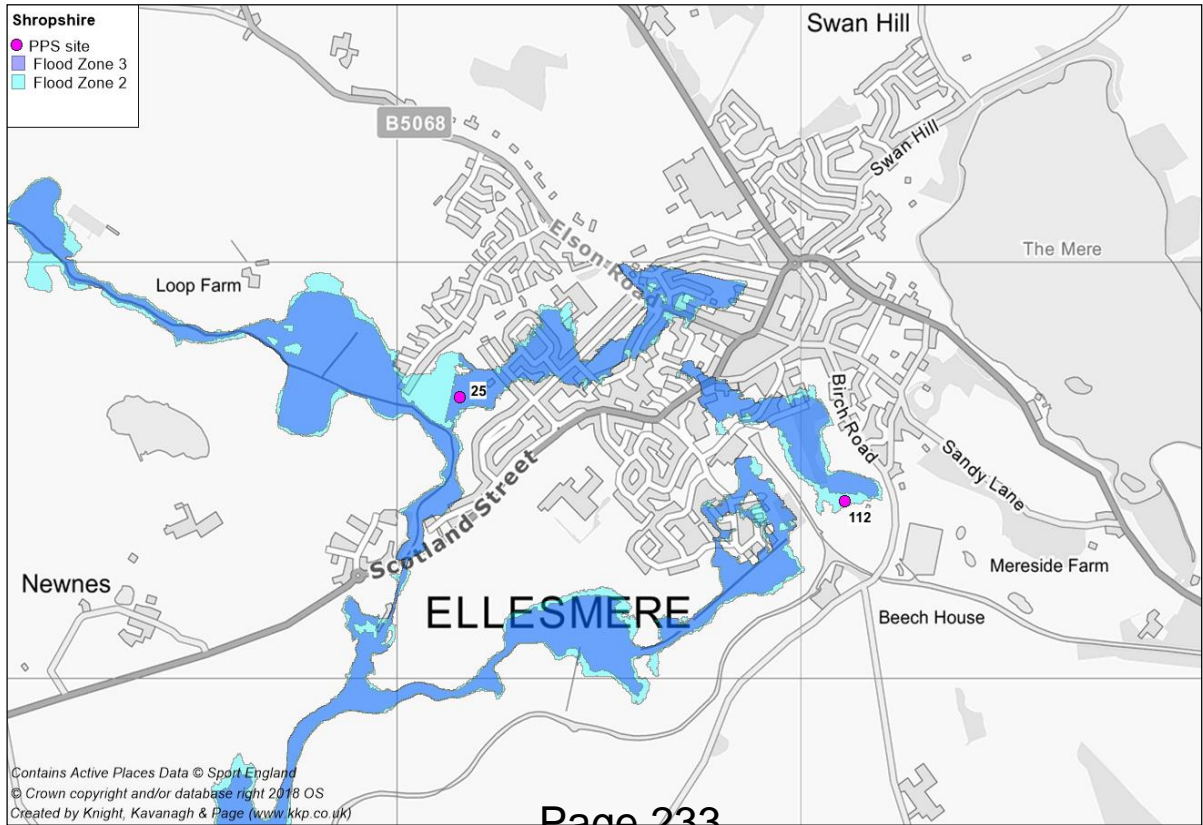 Shropshire
PPS site
Flood Zone 3
Flood Zone 2
Swan Hill
B5068
Swan Hill
Elson Road
The Mere
Loop Farm
25
Birch Road
Sandy Lane
Scotland Street
112
Mereside Farm
Newnes
ELLESMERE
Beech House
Contains Active Places Data © Sport England
© Crown copyright and/or database right 2018 OS
Created by Knight, Kavanagh & Page (www.kkp.co.uk)
Page 233